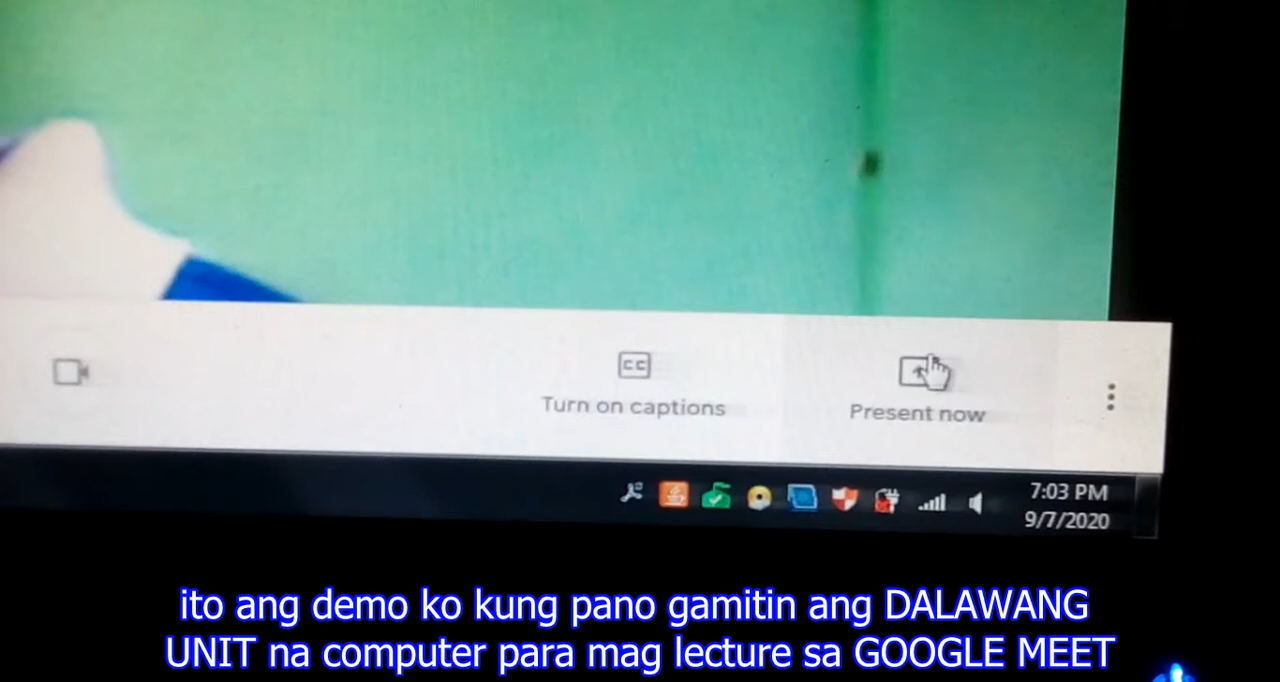 CC
Turn on captions
Present now
7:03 PM
9/7/2020
ito ang demo ko kung pano gamitin ang DALAWANG
UNIT na computer para mag lecture sa GOOGLE MEET